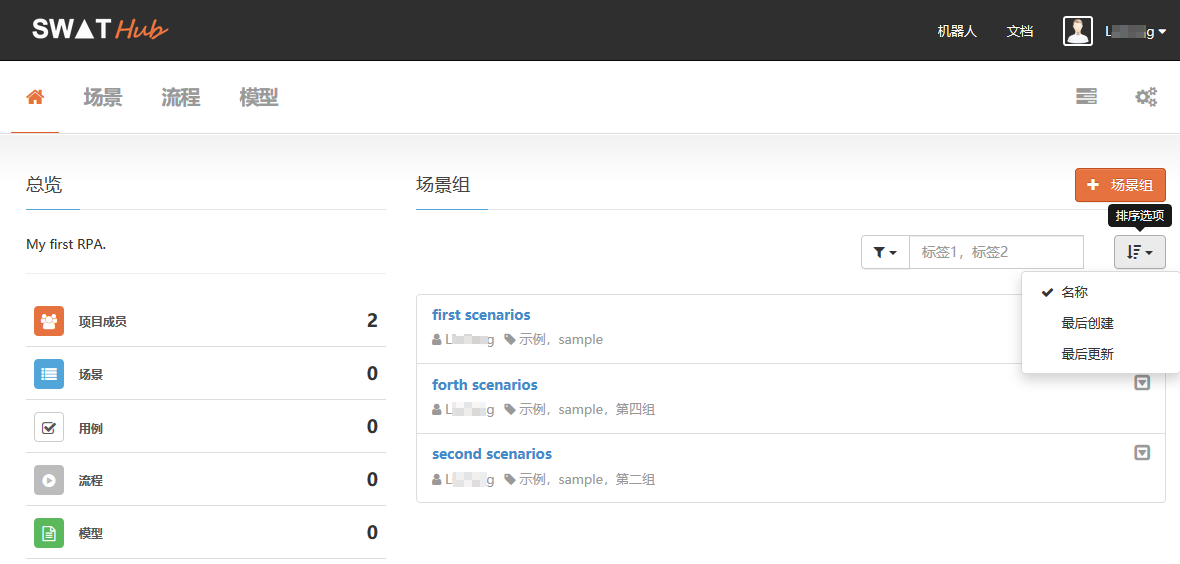 SWAT Hub
机器人 文档
场景 流程 模型
总览
My first RPA.
项目成员 2
场景 0
用例 0
流程 0
模型 0
场景组
+ 场景组
排序选项
标签1，标签2
名称
最后创建
最后更新
first scenarios
示例，sample
forth scenarios
示例，sample，第四组
second scenarios
示例，sample，第二组